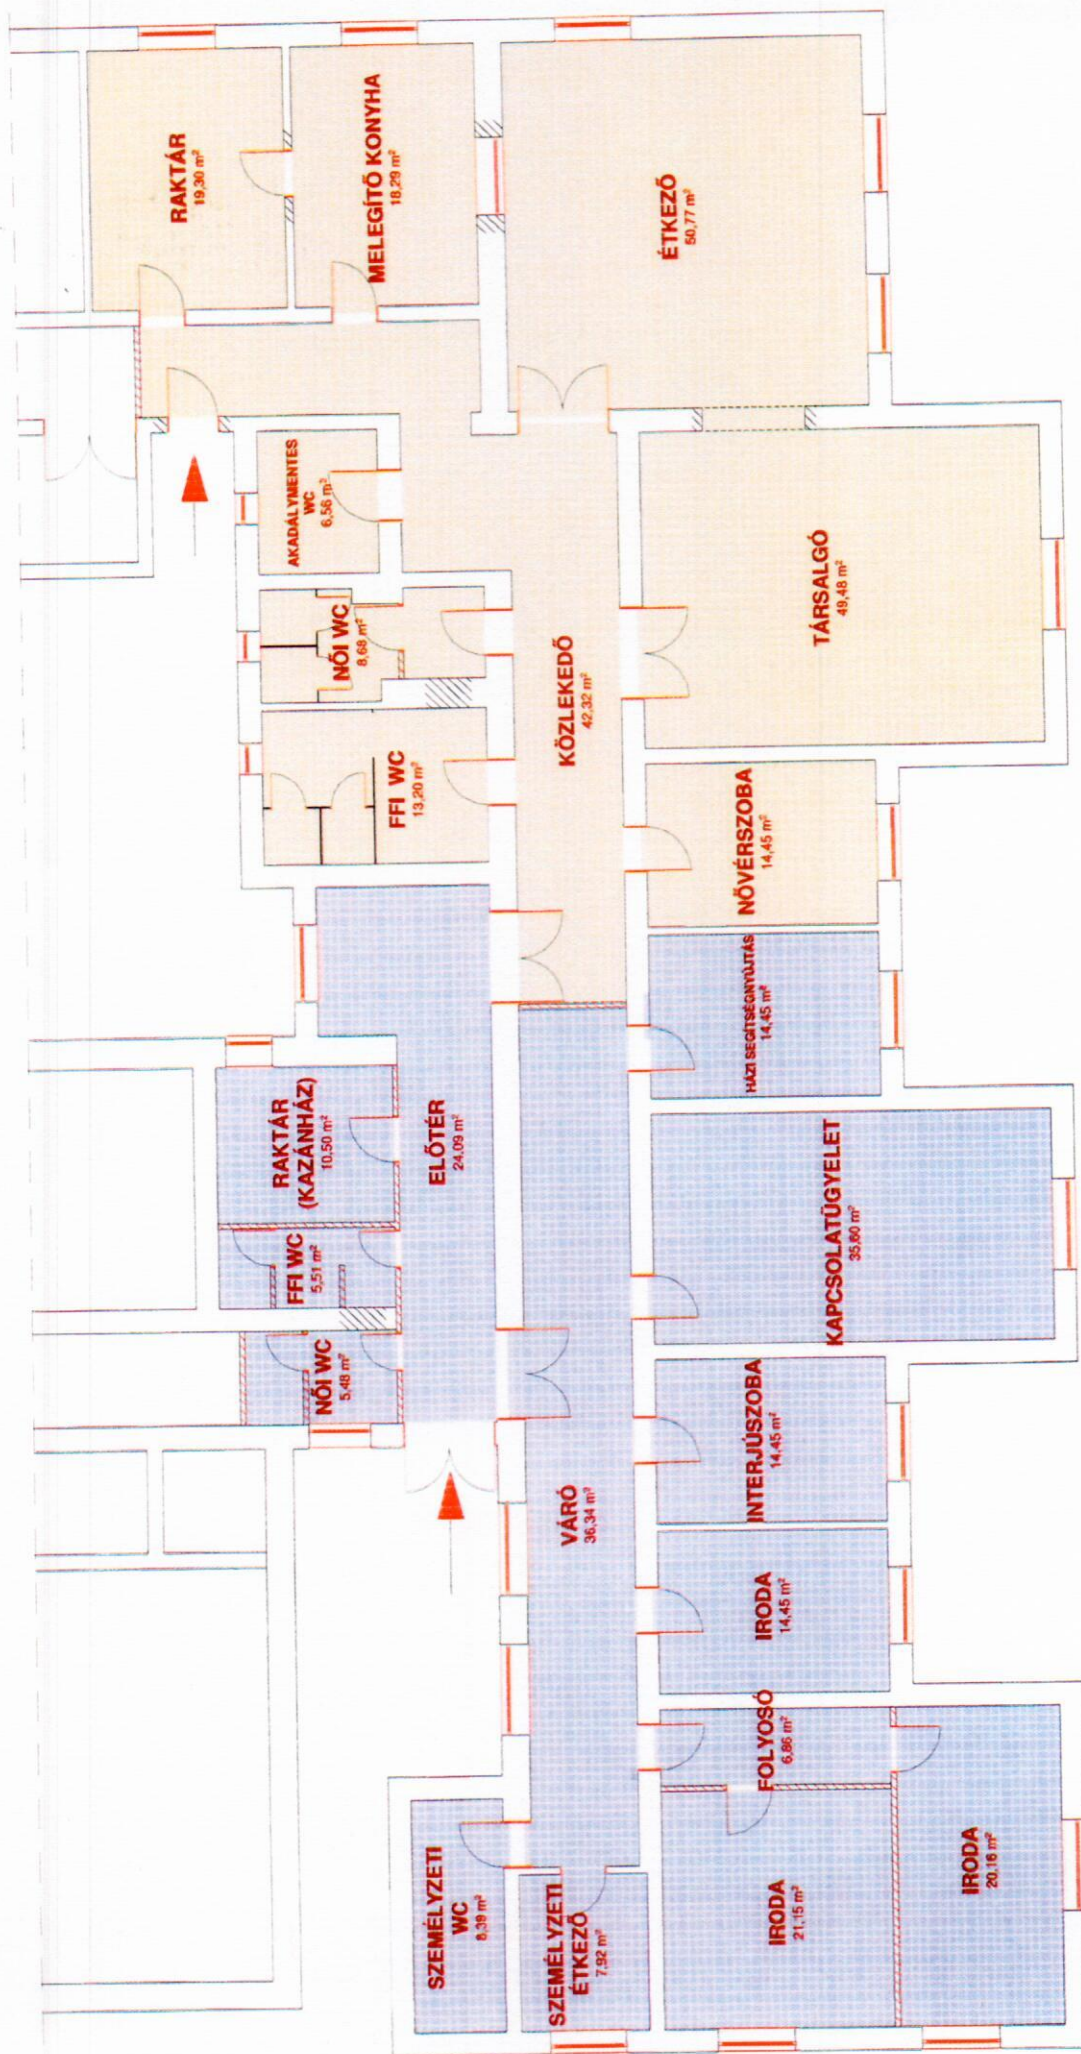 RAKTÁR
19,30 m²
MELEGÍTŐ KONYHA
18,29 m²
ÉTKEZŐ
50,77 m²
AKADÁLYMENTES
WC
6,56 m²
NŐI WC
8,68 m²
FFI WC
13,20 m²
KÖZLEKEDŐ
42,32 m²
TÁRSALGÓ
49,48 m²
NŐVÉRSZOBA
14,45 m²
HÁZI SEGÍTSÉGNYÚJTÁS
14,45 m²
RAKTÁR
(KAZÁNHÁZ)
10,50 m²
ELŐTÉR
24,09 m²
FFI WC
5,51 m²
NŐI WC
5,48 m²
KAPCSOLATÜGYELET
35,60 m²
INTERJÚSZOBA
14,45 m²
VÁRÓ
36,34 m²
IRODA
14,45 m²
FOLYOSÓ
6,86 m²
SZEMÉLYZETI
WC
8,39 m²
SZEMÉLYZETI
ÉTKEZŐ
7,92 m²
IRODA
21,15 m²
IRODA
20,16 m²